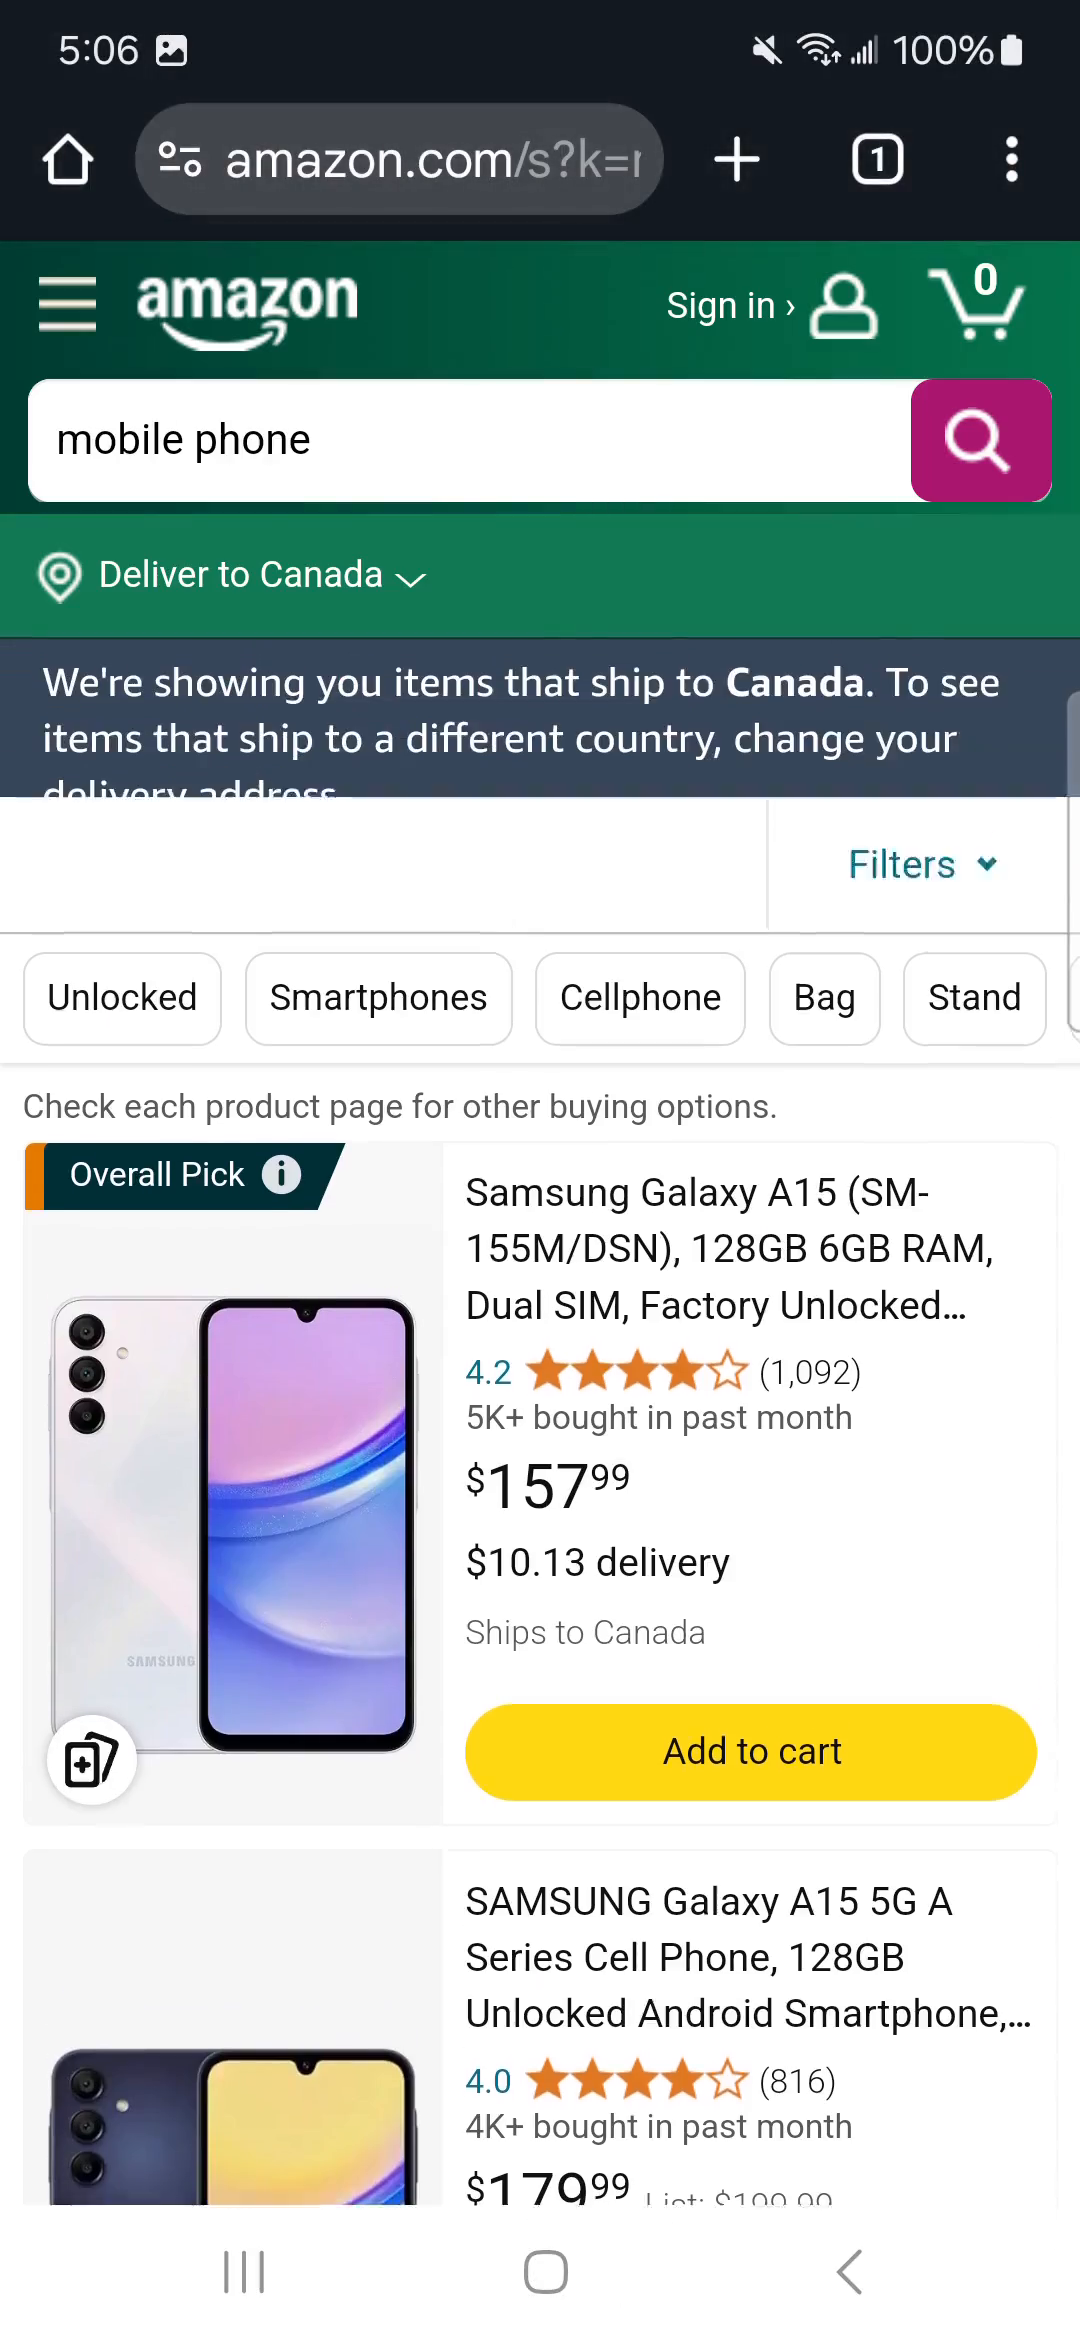 5:06 100%
amazon.com/s?k=
1
amazon Sign in › 0
mobile phone
Deliver to Canada
We're showing you items that ship to Canada. To see
items that ship to a different country, change your
delivery address
Filters
Unlocked Smartphones Cellphone Bag Stand
Check each product page for other buying options.
Overall Pick
Samsung Galaxy A15 (SM-
155M/DSN), 128GB 6GB RAM,
Dual SIM, Factory Unlocked...
4.2 (1,092)
5K+ bought in past month
$157 99
$10.13 delivery
Ships to Canada
SAMSUNG
Add to cart
SAMSUNG Galaxy A15 5G A
Series Cell Phone, 128GB
Unlocked Android Smartphone,...
4.0 (816)
4K+ bought in past month
$179 99 List: $199.99